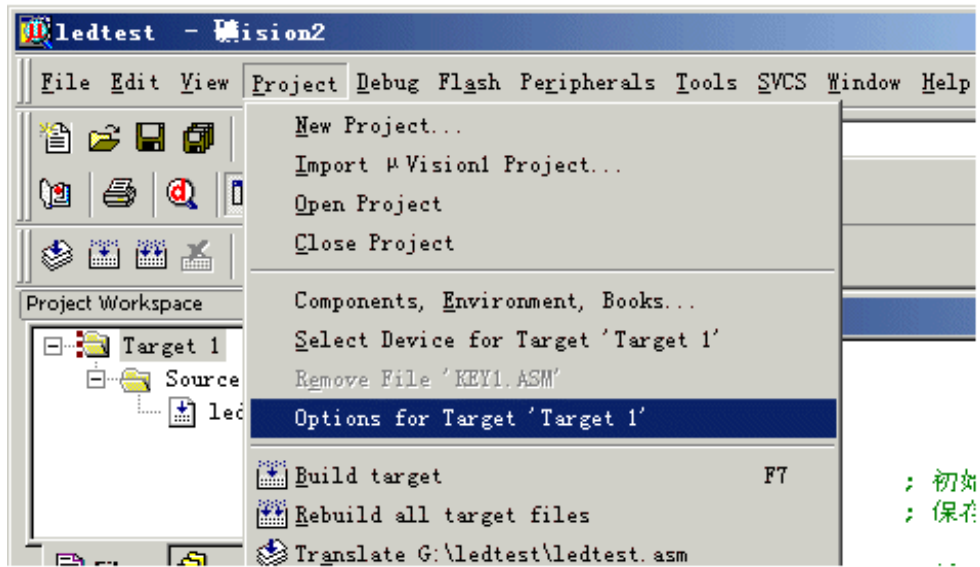 ledtest - ision2
File Edit View Project Debug Flash Peripherals Tools SVCS Window Help
New Project...
Import μVision1 Project...
Open Project
Close Project
Project Workspace
Components, Environment, Books...
Target 1
Select Device for Target 'Target 1'
Source
Remove File 'KEY1.ASM'
led
Options for Target 'Target 1'
Build target F7
; 初始
Rebuild all target files
; 保存
Translate G:\ledtest\ledtest.asm